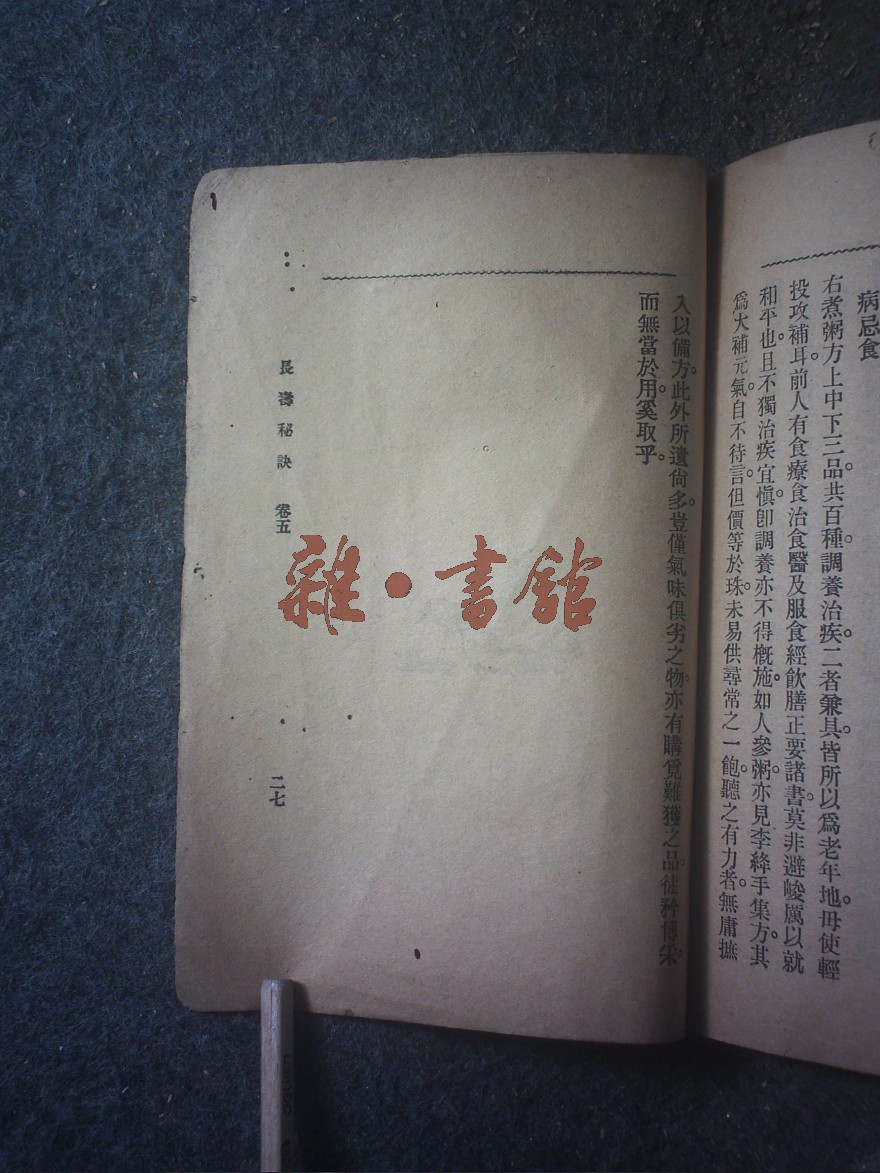 病忌食
右煮粥方上中下三品。共百種。調養治疾。二者兼具。皆所以爲老年地。毋使輕
投攻補耳。前人有食療食治食醫及服食經飲膳正要諸書。莫非避峻厲以就
和平也。且不獨治疾宜愼。卽調養亦不得概施。如人參粥。亦見李絳手集方。其
爲大補元氣。自不待言。但價等於珠。未易供尋常之一飽。聽之有力者。無庸摭
入以備方。此外所遺尙多。豈僅氣味俱劣之物。亦有購覓難獲之品。徒矜博采。
而無當於用。奚取乎。
長壽秘訣 卷五
二七
雜·書館